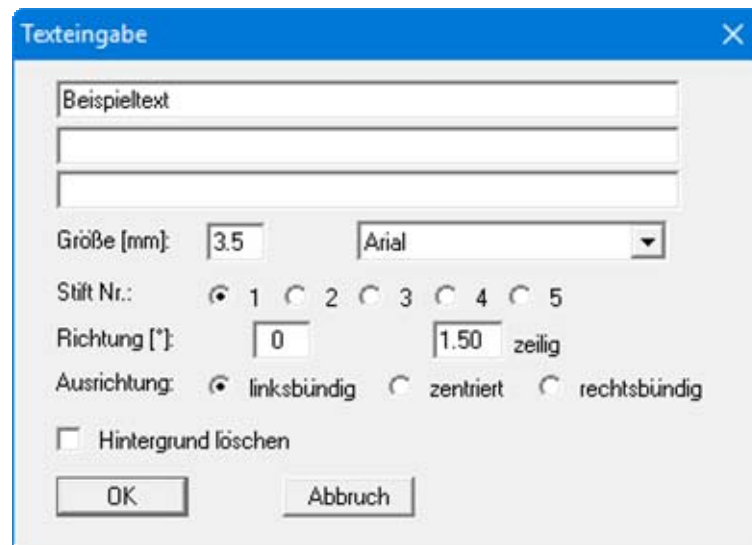 Texteingabe
Beispieltext
Größe [mm]: 3.5 Arial
Stift Nr.: 1 2 3 4 5
Richtung [°]: 0 1.50 zeilig
Ausrichtung: linksbündig zentriert rechtsbündig
Hintergrund löschen
OK Abbruch